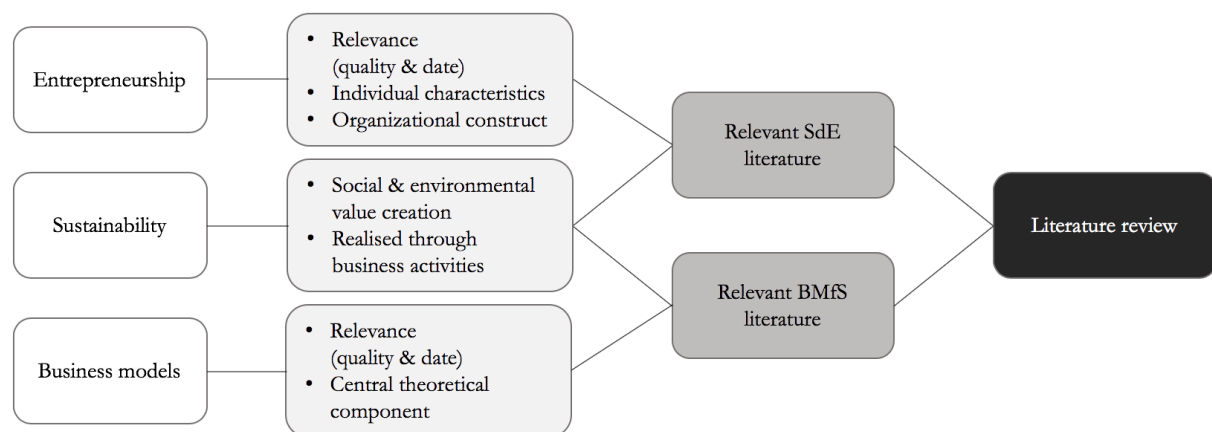 Entrepreneurship
• Relevance
(quality & date)
• Individual characteristics
• Organizational construct
Sustainability
• Social & environmental
value creation
• Realised through
business activities
Business models
• Relevance
(quality & date)
• Central theoretical
component
Relevant SdE
literature
Relevant BMfS
literature
Literature review